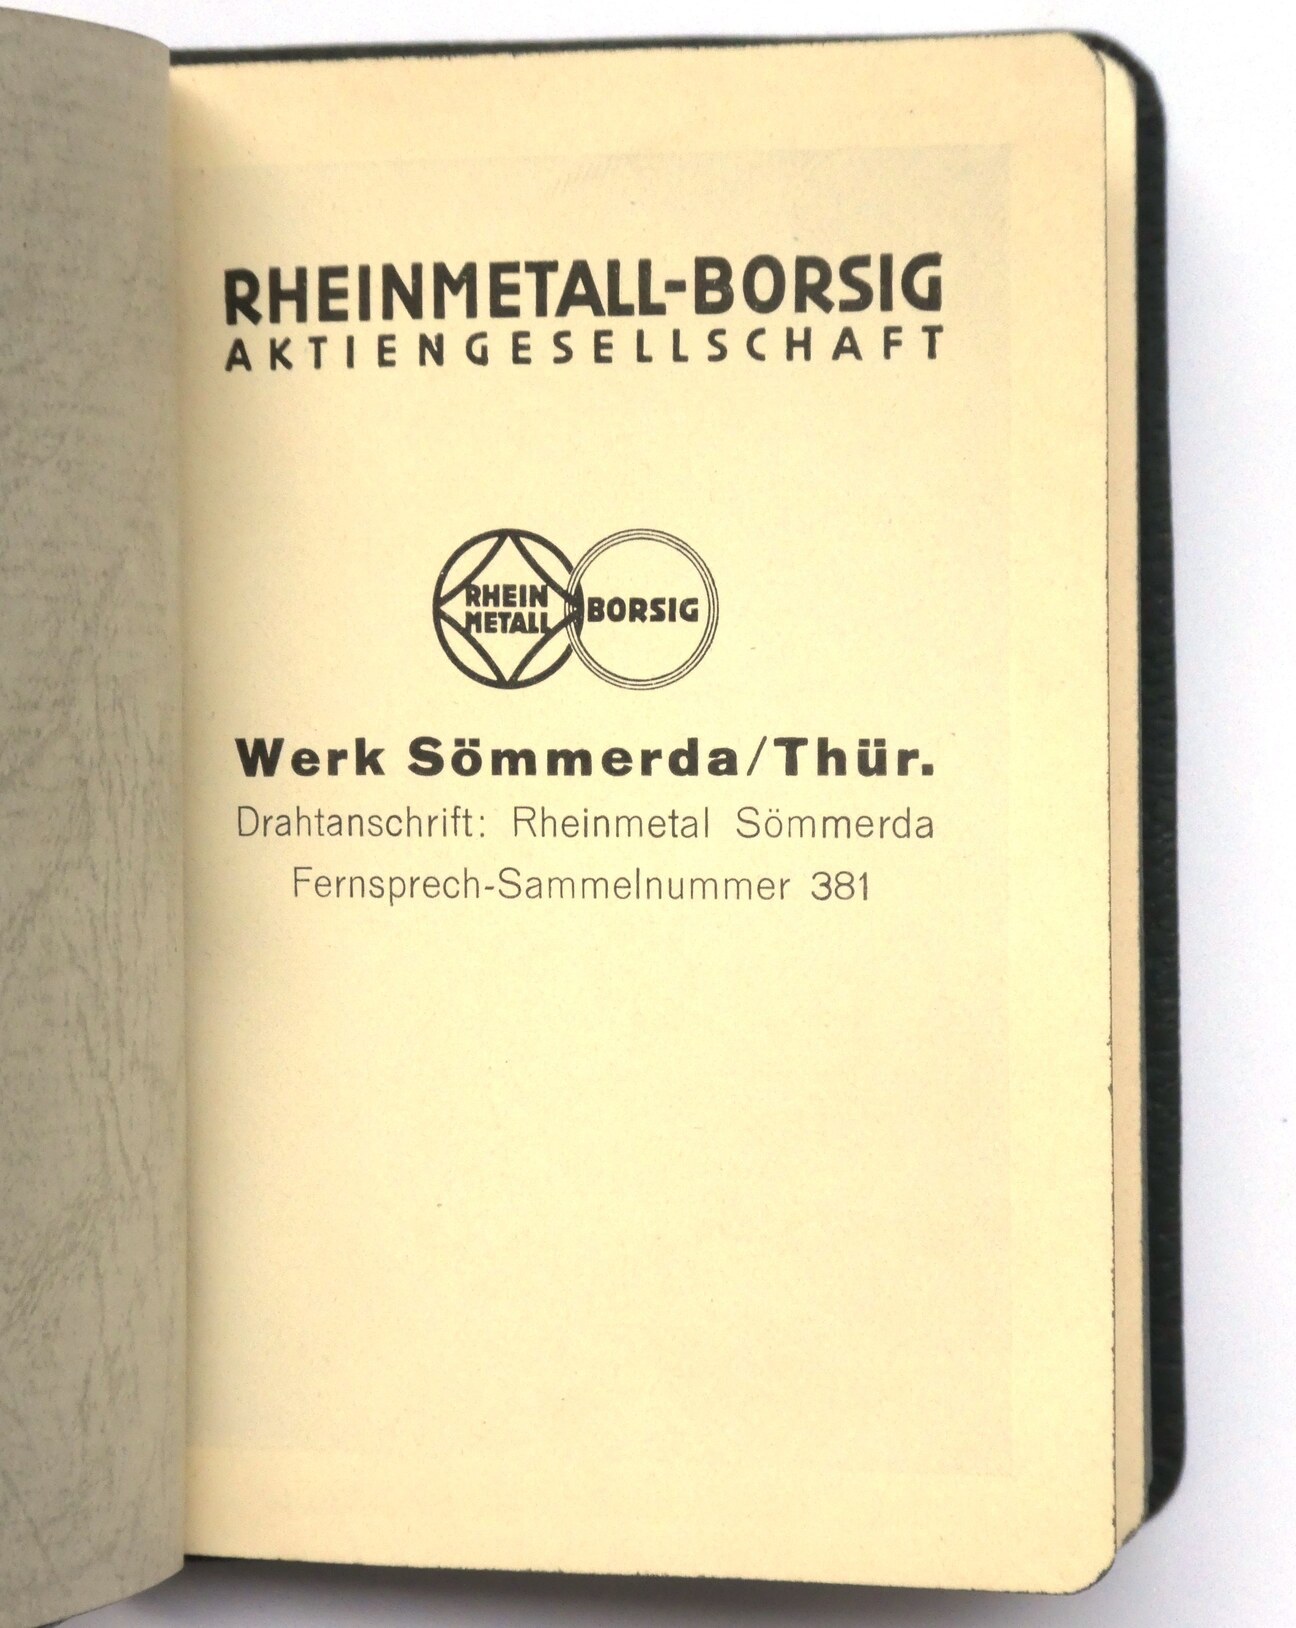 RHEINMETALL-BORSIG
AKTIENGESELLSCHAFT
RHEIN
METALL
BORSIG
Werk Sömmerda/Thür.
Drahtanschrift: Rheinmetal Sömmerda
Fernsprech-Sammelnummer 381